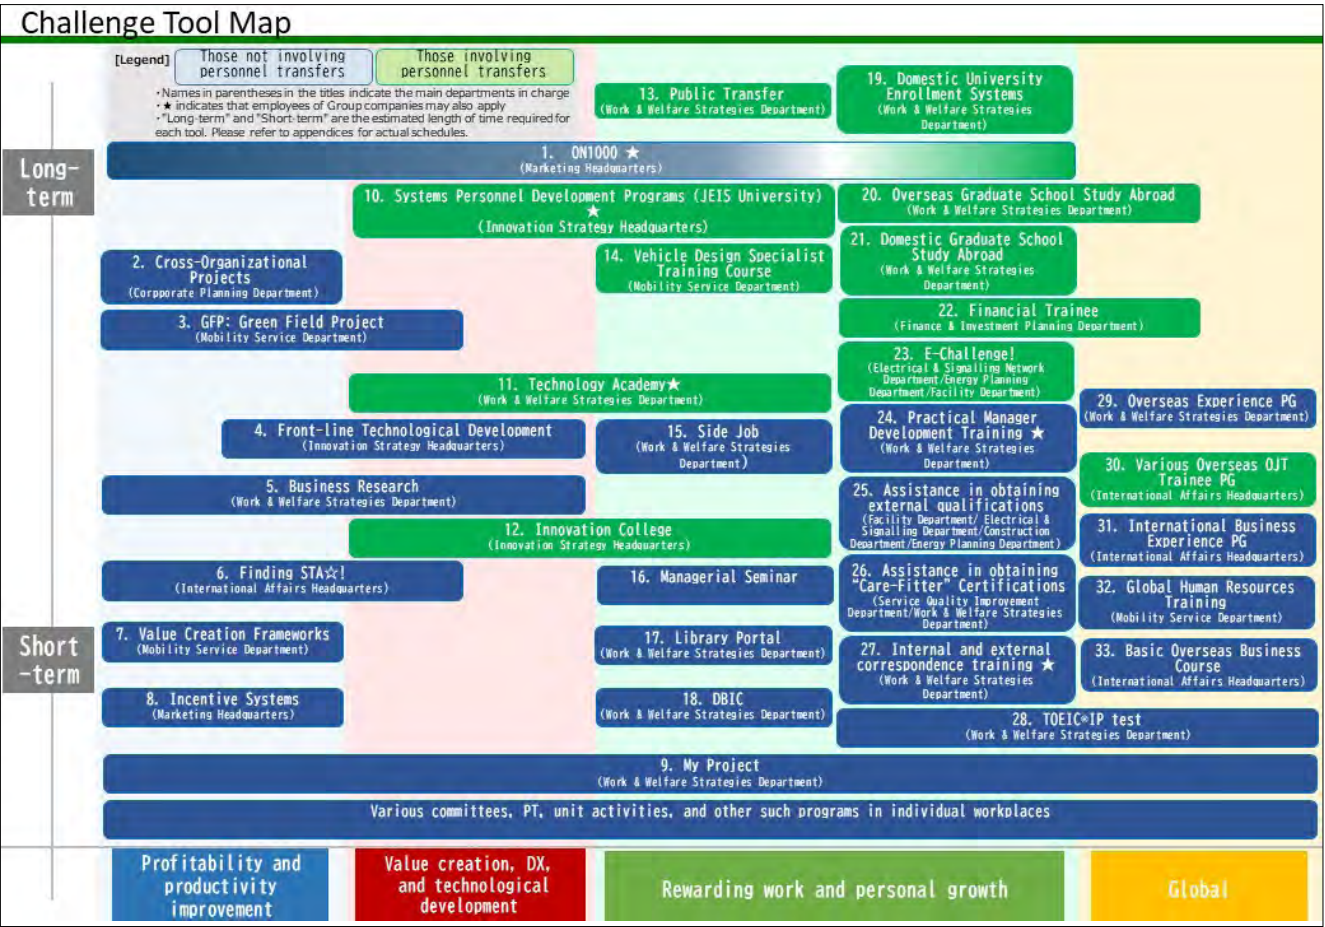 Challenge Tool Map
[Legend]
Those not involving
personnel transfers
Those involving
personnel transfers
・Names in parentheses in the titles indicate the main departments in charge
・★ indicates that employees of Group companies may also apply
・"Long-term" and "Short-term" are the estimated length of time required for
each tool. Please refer to appendices for actual schedules.
13. Public Transfer
(Work & Welfare Strategies Department)
19. Domestic University
Enrollment Systems
(Work & Welfare Strategies
Department)
Long-
term
1. ON1000 ★
(Marketing Headquarters)
10. Systems Personnel Development Programs (JEIS University)
★
(Innovation Strategy Headquarters)
20. Overseas Graduate School Study Abroad
(Work & Welfare Strategies Department)
2. Cross-Organizational
Projects
(Corpporate Planning Department)
14. Vehicle Design Specialist
Training Course
(Mobility Service Department)
21. Domestic Graduate School
Study Abroad
(Work & Welfare Strategies
Department)
3. GFP: Green Field Project
(Mobility Service Department)
22. Financial Trainee
(Finance & Investment Planning Department)
11. Technology Academy★
(Work & Welfare Strategies Department)
23. E-Challenge!
(Electrical & Signalling Network
Department/Energy Planning
Department/Facility Department)
4. Front-line Technological Development
(Innovation Strategy Headquarters)
15. Side Job
(Work & Welfare Strategies
Department)
24. Practical Manager
Development Training ★
(Work & Welfare Strategies
Department)
29. Overseas Experience PG
(Work & Welfare Strategies Department)
5. Business Research
(Work & Welfare Strategies Department)
25. Assistance in obtaining
external qualifications
(Facility Department/ Electrical &
Signalling Department/Construction
Department/Energy Planning Department)
30. Various Overseas OJT
Trainee PG
(International Affairs Headquarters)
12. Innovation College
(Innovation Strategy Headquarters)
31. International Business
Experience PG
(International Affairs Headquarters)
6. Finding STA☆!
(International Affairs Headquarters)
16. Managerial Seminar
26. Assistance in obtaining
"Care-Fitter" Certifications
(Service Quality Improvement
Department/Work & Welfare Strategies
Department)
32. Global Human Resources
Training
(Mobility Service Department)
Short
-term
7. Value Creation Frameworks
(Mobility Service Department)
17. Library Portal
(Work & Welfare Strategies Department)
27. Internal and external
correspondence training ★
(Work & Welfare Strategies
Department)
33. Basic Overseas Business
Course
(International Affairs Headquarters)
8. Incentive Systems
(Marketing Headquarters)
18. DBIC
(Work & Welfare Strategies Department)
28. TOEIC®IP test
(Work & Welfare Strategies Department)
9. My Project
(Work & Welfare Strategies Department)
Various committees, PT, unit activities, and other such programs in individual workplaces
Profitability and
productivity
improvement
Value creation, DX,
and technological
development
Rewarding work and personal growth
Global